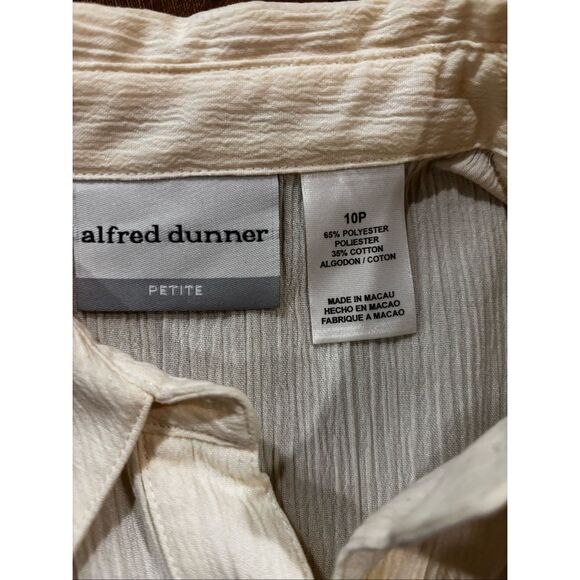 alfred dunner
PETITE
10P
65% POLYESTER
POLIESTER
35% COTTON
ALGODON / COTON
MADE IN MACAU
HECHO EN MACAO
FABRIQUE A MACAO